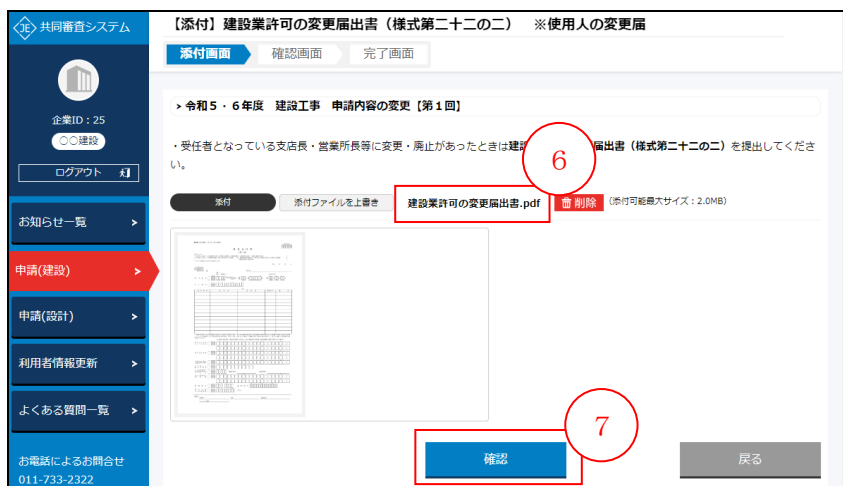 JE 共同審査システム
企業ID：25
○○建設
ログアウト
お知らせ一覧 >
申請(建設) >
申請(設計) >
利用者情報更新 >
よくある質問一覧 >
お電話によるお問合せ
011-733-2322
【添付】建設業許可の変更届出書（様式第二十二の二）　※使用人の変更届
添付画面 確認画面 完了画面
> 令和５・６年度　建設工事　申請内容の変更【第１回】
・受任者となっている支店長・営業所長等に変更・廃止があったときは建設 届出書（様式第二十二の二）を提出してくださ
い。
6
添付 添付ファイルを上書き 建設業許可の変更届出書.pdf 削除 （添付可能最大サイズ：2.0MB）
7
確認 戻る